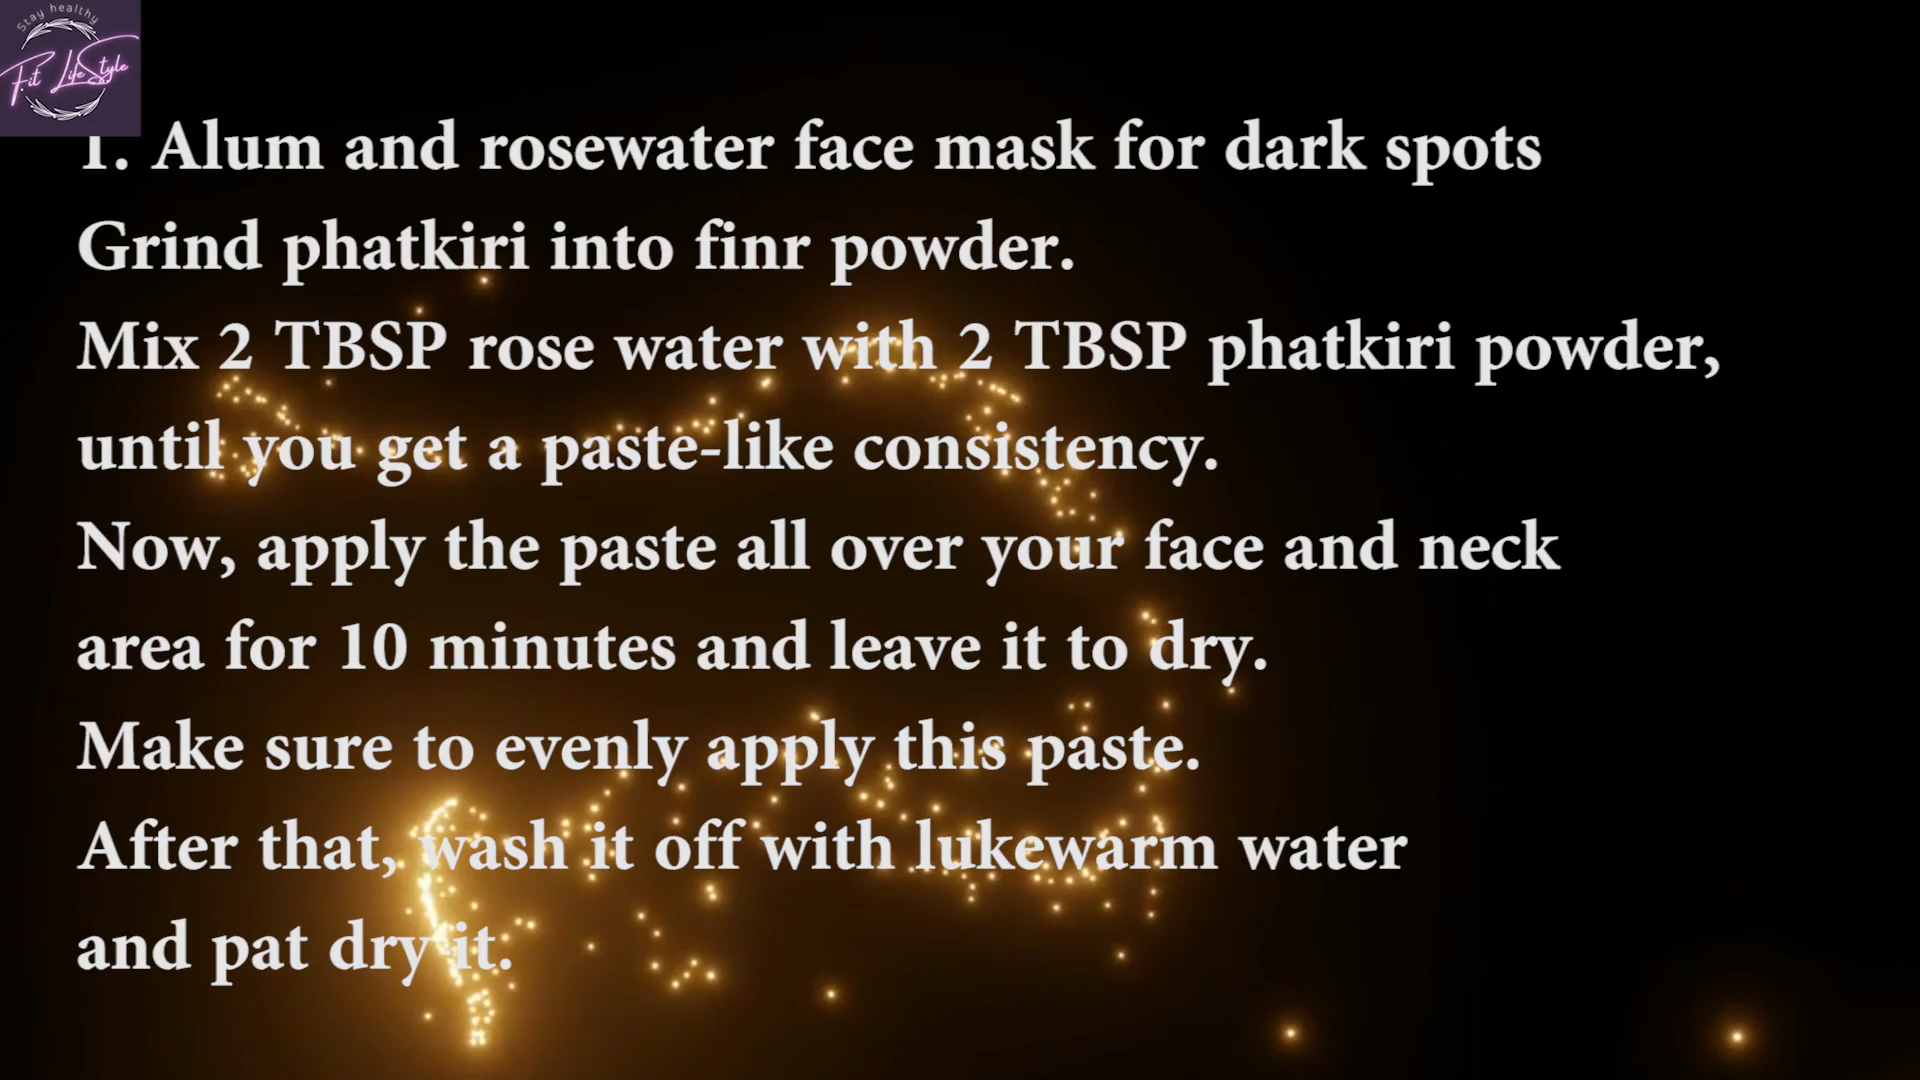 Stay healthy
Fit LifeStyle
1. Alum and rosewater face mask for dark spots
Grind phatkiri into finr powder.
Mix 2 TBSP rose water with 2 TBSP phatkiri powder,
until you get a paste-like consistency.
Now, apply the paste all over your face and neck
area for 10 minutes and leave it to dry.
Make sure to evenly apply this paste.
After that, wash it off with lukewarm water
and pat dry it.